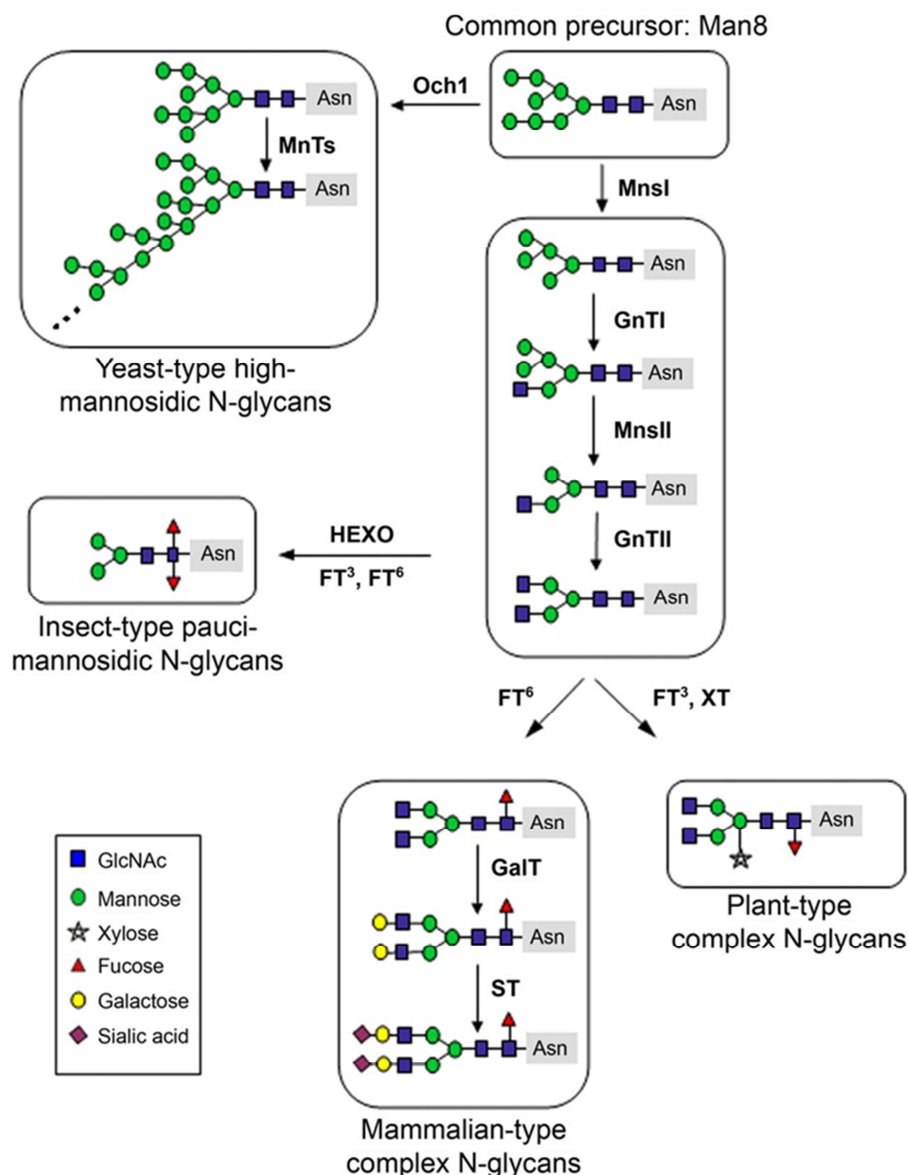 Common precursor: Man8
Asn
Och1
Asn
MnTs
Asn
Yeast-type high-
mannosidic N-glycans
MnsI
Asn
GnTI
Asn
MnsII
Asn
GnTII
Asn
HEXO
FT³, FT⁶
Asn
Insect-type pauci-
mannosidic N-glycans
FT⁶
FT³, XT
Asn
GalT
Asn
ST
Asn
Mammalian-type
complex N-glycans
Asn
Plant-type
complex N-glycans
GlcNAc
Mannose
Xylose
Fucose
Galactose
Sialic acid